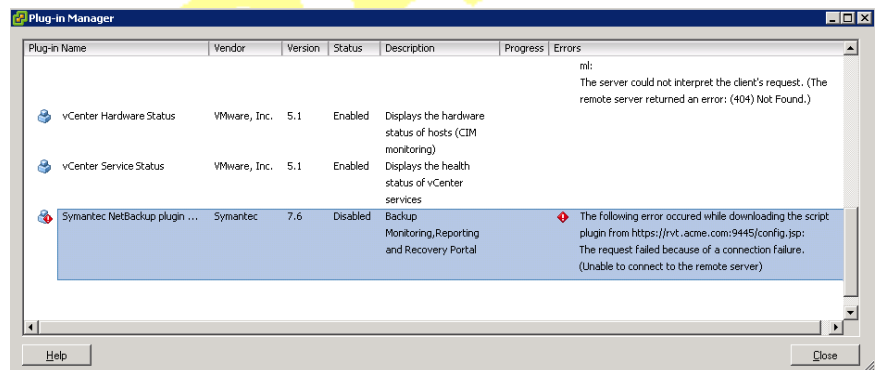 Plug-in Manager
Plug-in Name Vendor Version Status Description Progress Errors
ml:
The server could not interpret the client's request. (The
remote server returned an error: (404) Not Found.)
vCenter Hardware Status VMware, Inc. 5.1 Enabled Displays the hardware
status of hosts (CIM
monitoring)
vCenter Service Status VMware, Inc. 5.1 Enabled Displays the health
status of vCenter
services
Symantec NetBackup plugin ... Symantec 7.6 Disabled Backup The following error occured while downloading the script
Monitoring,Reporting plugin from https://rvt.acme.com:9445/config.jsp:
and Recovery Portal The request failed because of a connection failure.
(Unable to connect to the remote server)
Help Close